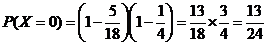 P(X = 0) = (1 − 5/18)(1 − 1/4) = 13/18 × 3/4 = 13/24